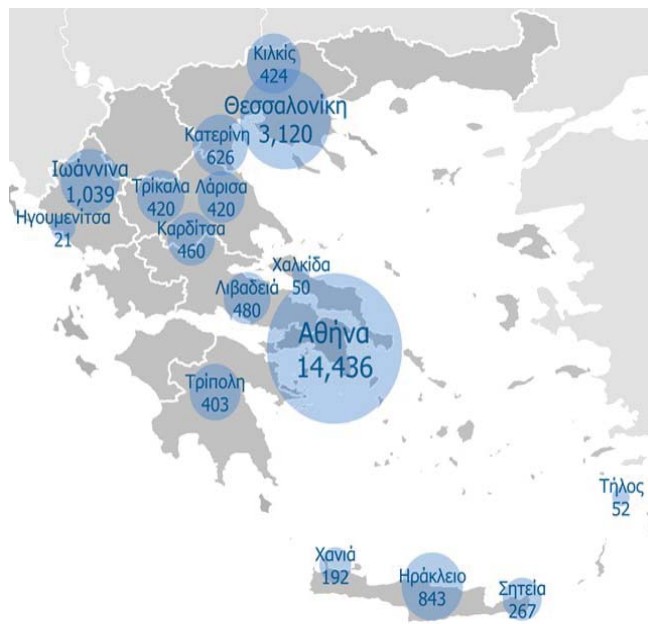 Κιλκίς
424
Θεσσαλονίκη
3,120
Κατερίνη
626
Ιωάννινα
1,039
Τρίκαλα
420
Λάρισα
420
Ηγουμενίτσα
21
Καρδίτσα
460
Χαλκίδα
50
Λιβαδειά
480
Αθήνα
14,436
Τρίπολη
403
Τήλος
52
Χανιά
192
Ηράκλειο
843
Σητεία
267